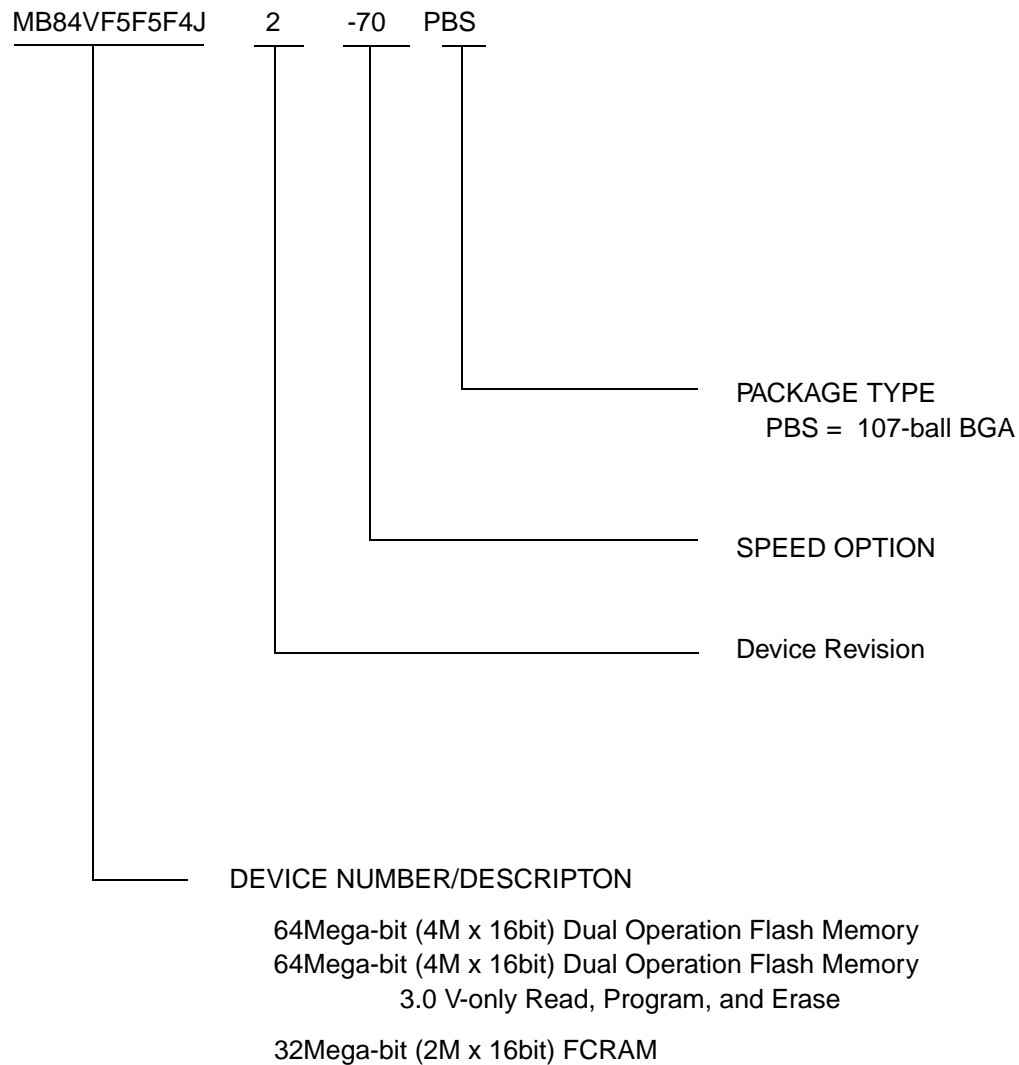 MB84VF5F5F4J 2 -70 PBS
PACKAGE TYPE
PBS = 107-ball BGA
SPEED OPTION
Device Revision
DEVICE NUMBER/DESCRIPTON
64Mega-bit (4M x 16bit) Dual Operation Flash Memory
64Mega-bit (4M x 16bit) Dual Operation Flash Memory
3.0 V-only Read, Program, and Erase
32Mega-bit (2M x 16bit) FCRAM